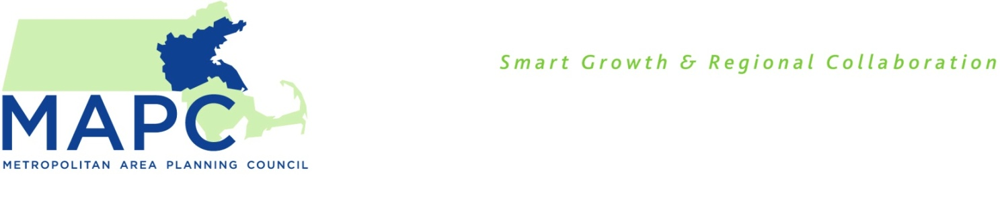 Smart Growth & Regional Collaboration
MAPC
METROPOLITAN AREA PLANNING COUNCIL